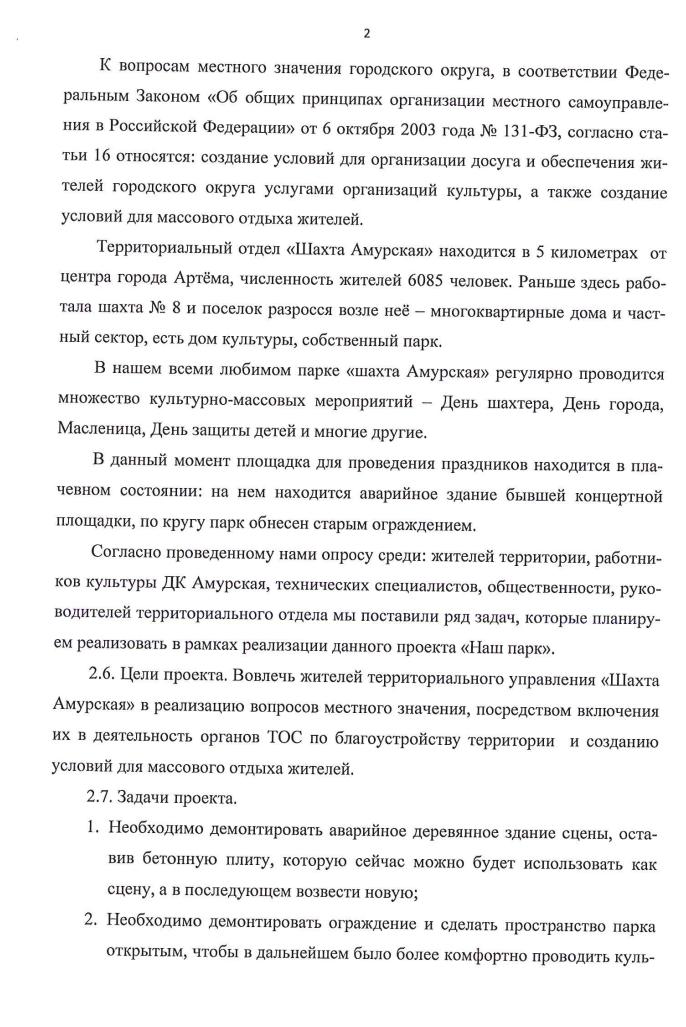 2
К вопросам местного значения городского округа, в соответствии Феде-
ральным Законом «Об общих принципах организации местного самоуправле-
ния в Российской Федерации» от 6 октября 2003 года № 131-ФЗ, согласно ста-
тьи 16 относятся: создание условий для организации досуга и обеспечения жи-
телей городского округа услугами организаций культуры, а также создание
условий для массового отдыха жителей.
Территориальный отдел «Шахта Амурская» находится в 5 километрах от
центра города Артёма, численность жителей 6085 человек. Раньше здесь рабо-
тала шахта № 8 и поселок разросся возле неё – многоквартирные дома и част-
ный сектор, есть дом культуры, собственный парк.
В нашем всеми любимом парке «шахта Амурская» регулярно проводится
множество культурно-массовых мероприятий – День шахтера, День города,
Масленица, День защиты детей и многие другие.
В данный момент площадка для проведения праздников находится в пла-
чевном состоянии: на нем находится аварийное здание бывшей концертной
площадки, по кругу парк обнесен старым ограждением.
Согласно проведенному нами опросу среди: жителей территории, работни-
ков культуры ДК Амурская, технических специалистов, общественности, руко-
водителей территориального отдела мы поставили ряд задач, которые планиру-
ем реализовать в рамках реализации данного проекта «Наш парк».
2.6. Цели проекта. Вовлечь жителей территориального управления «Шахта
Амурская» в реализацию вопросов местного значения, посредством включения
их в деятельность органов ТОС по благоустройству территории и созданию
условий для массового отдыха жителей.
2.7. Задачи проекта.
1. Необходимо демонтировать аварийное деревянное здание сцены, оста-
вив бетонную плиту, которую сейчас можно будет использовать как
сцену, а в последующем возвести новую;
2. Необходимо демонтировать ограждение и сделать пространство парка
открытым, чтобы в дальнейшем было более комфортно проводить куль-